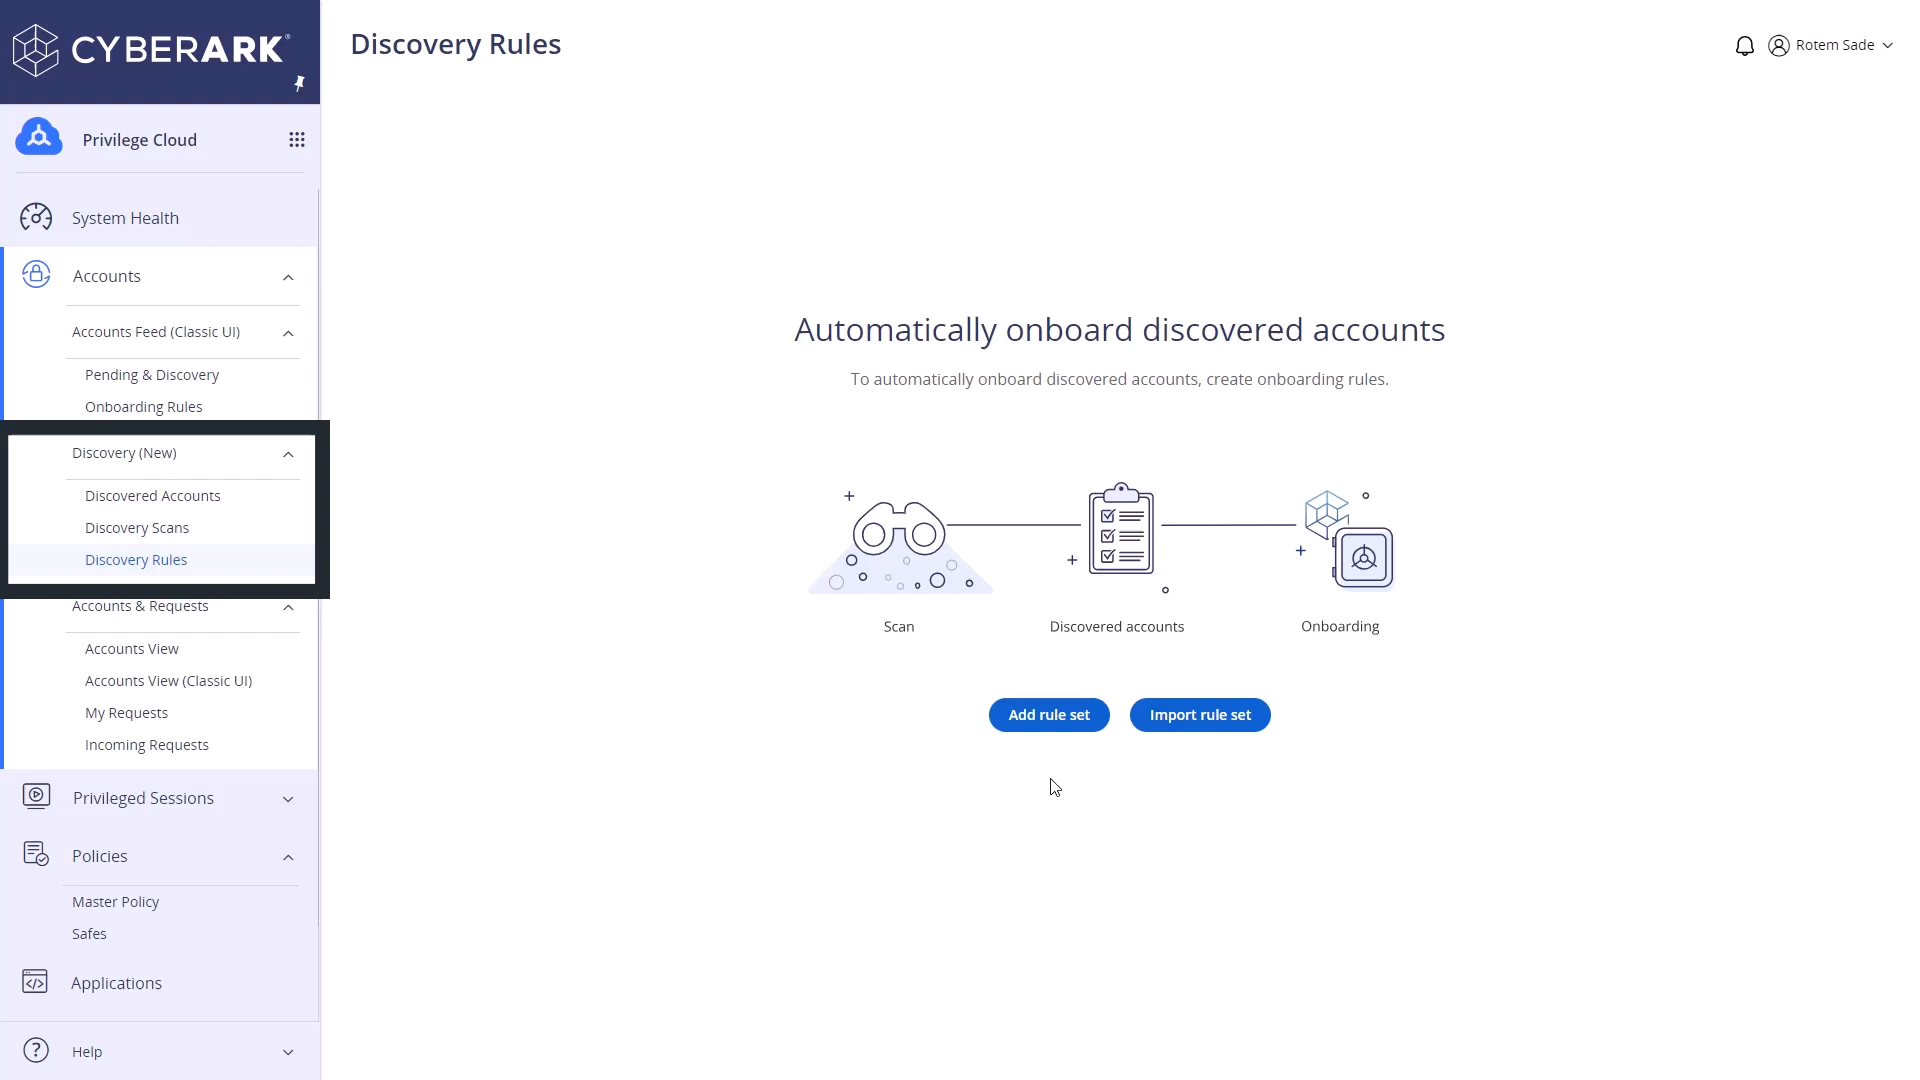 CYBERARK®
Discovery Rules
Rotem Sade
Privilege Cloud
System Health
Accounts
Accounts Feed (Classic UI)
Pending & Discovery
Onboarding Rules
Discovery (New)
Discovered Accounts
Discovery Scans
Discovery Rules
Accounts & Requests
Accounts View
Accounts View (Classic UI)
My Requests
Incoming Requests
Privileged Sessions
Policies
Master Policy
Safes
Applications
Help
Automatically onboard discovered accounts
To automatically onboard discovered accounts, create onboarding rules.
Scan
Discovered accounts
Onboarding
Add rule set
Import rule set